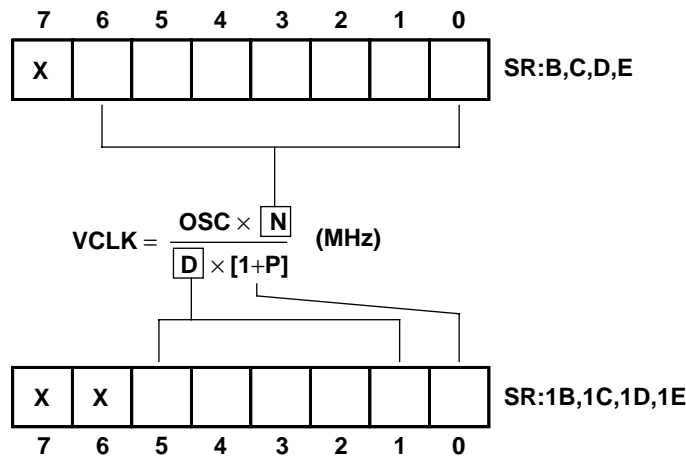 7 6 5 4 3 2 1 0
X SR:B,C,D,E
OSC × N
VCLK = (MHz)
D × [1+P]
X X SR:1B,1C,1D,1E
7 6 5 4 3 2 1 0